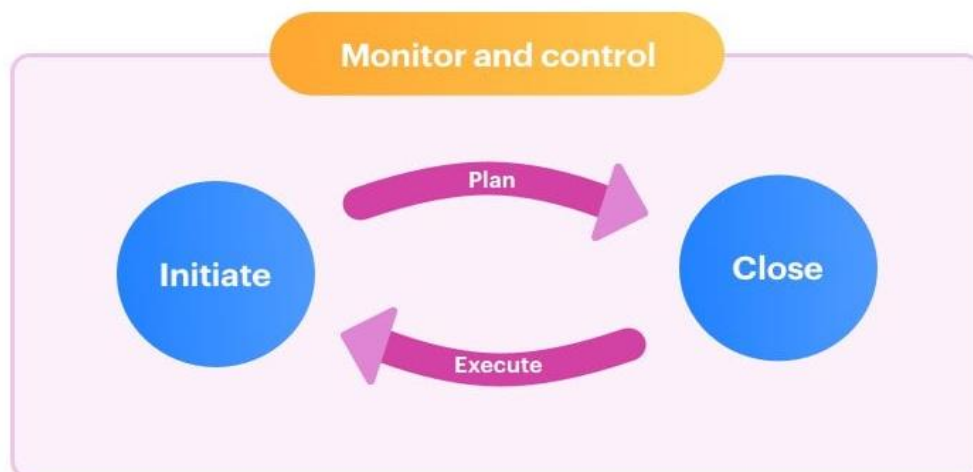 Monitor and control
Plan
Initiate
Close
Execute